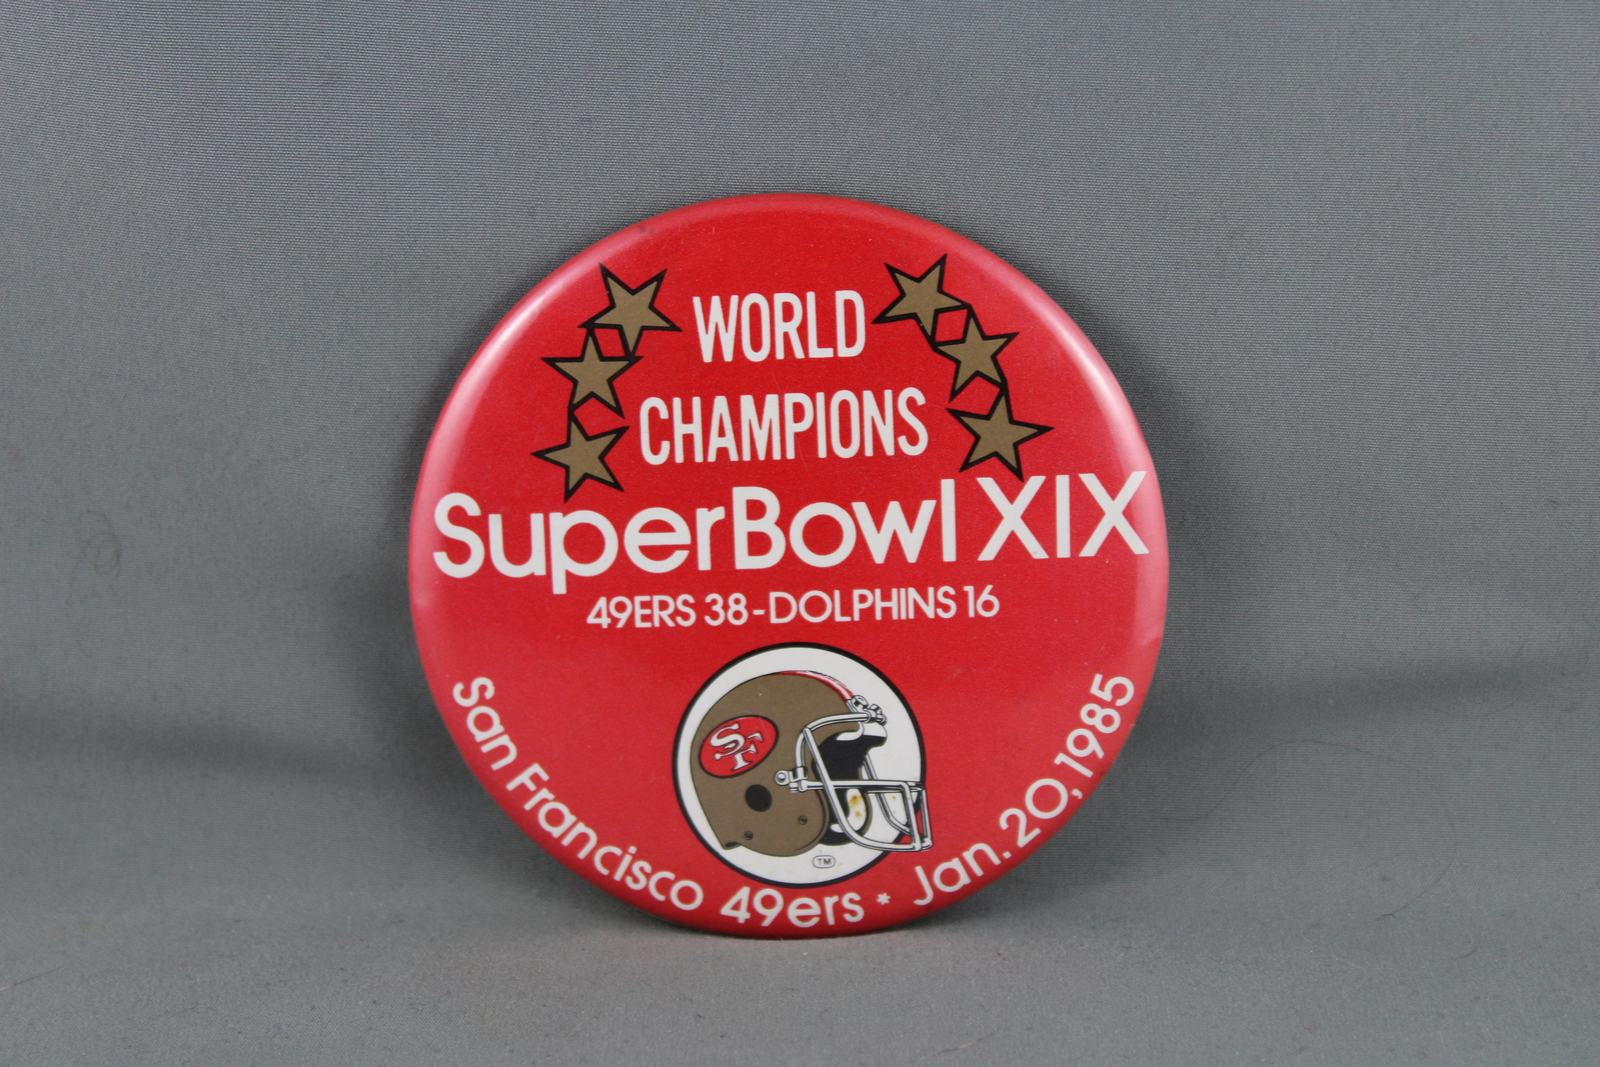 WORLD
CHAMPIONS
SuperBowl XIX
49ERS 38-DOLPHINS 16
SF
TM
San Francisco 49ers * Jan. 20, 1985